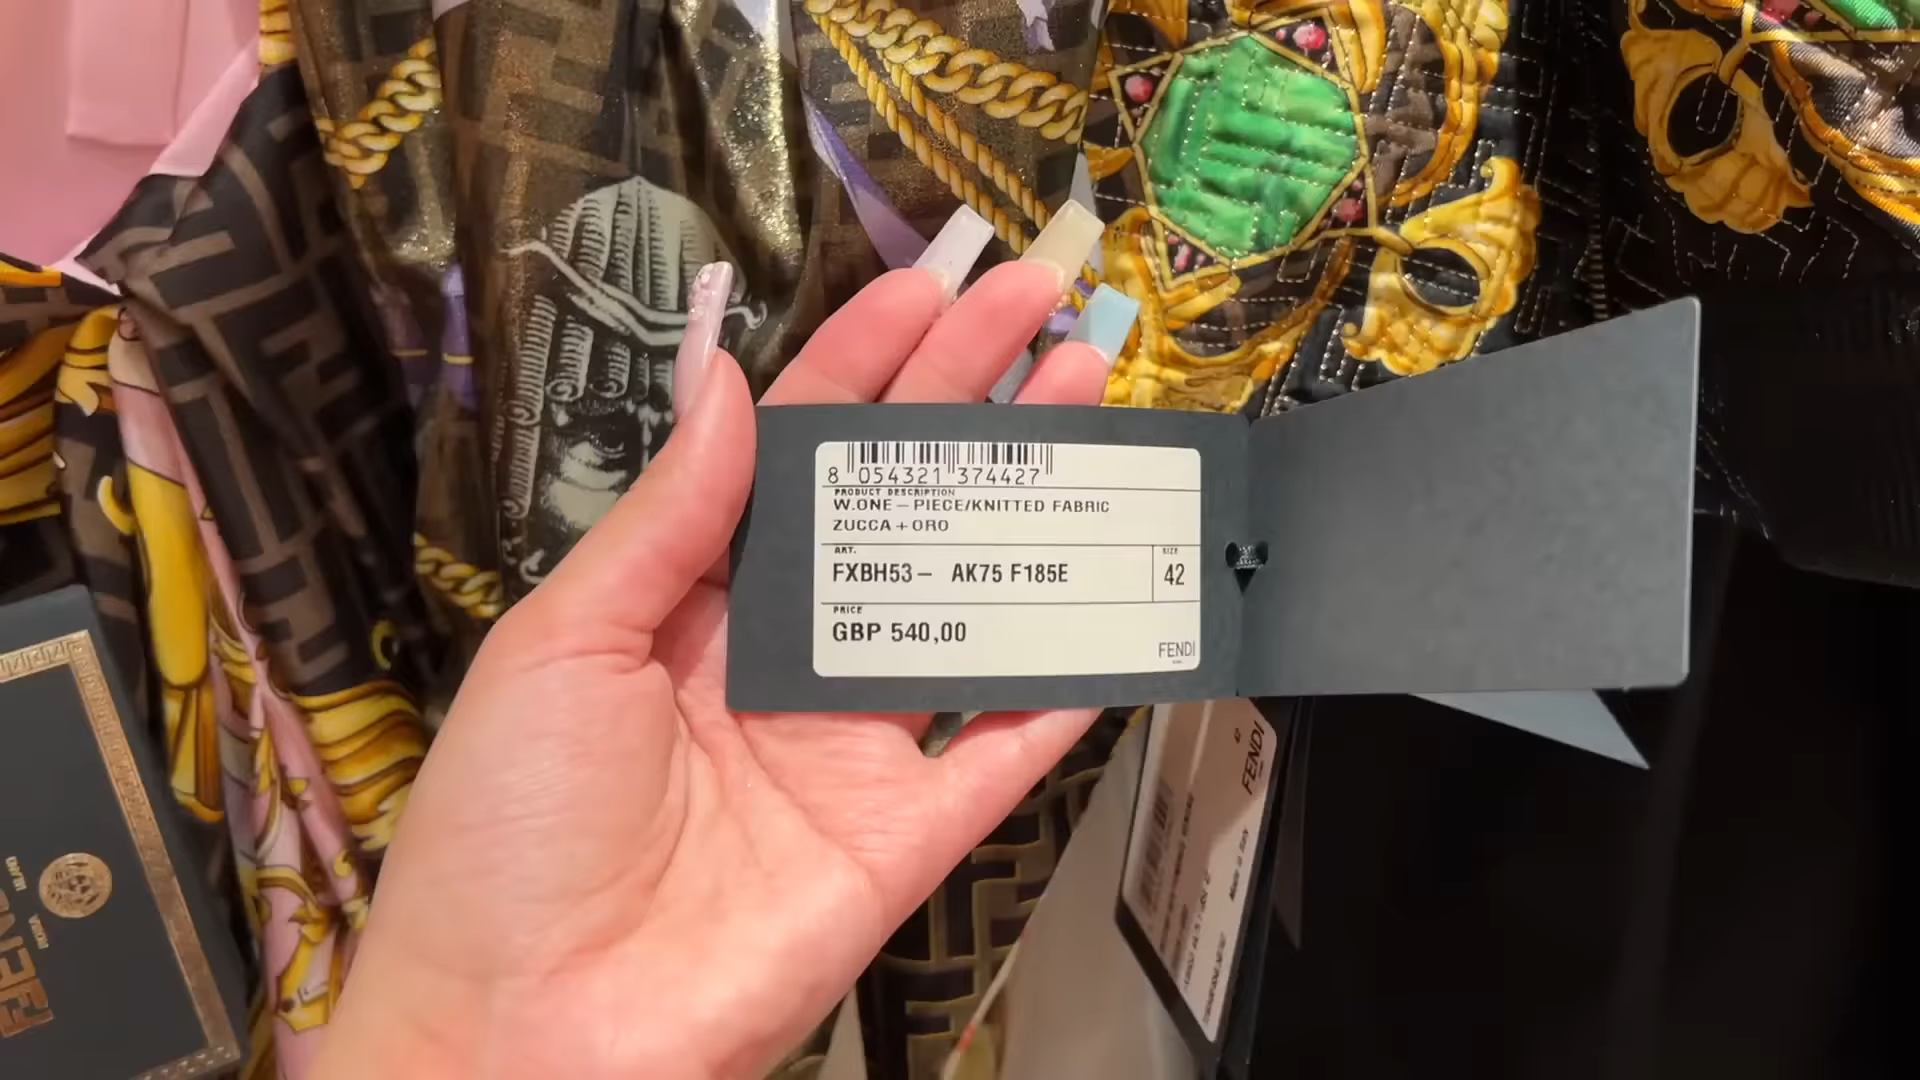 8 054321 374427
PRODUCT DESCRIPTION
W.ONE-PIECE/KNITTED FABRIC
ZUCCA+ORO
ART.
SIZE
FXBH53- AK75 F185E
42
PRICE
GBP 540,00
FENDI
FENDI
42